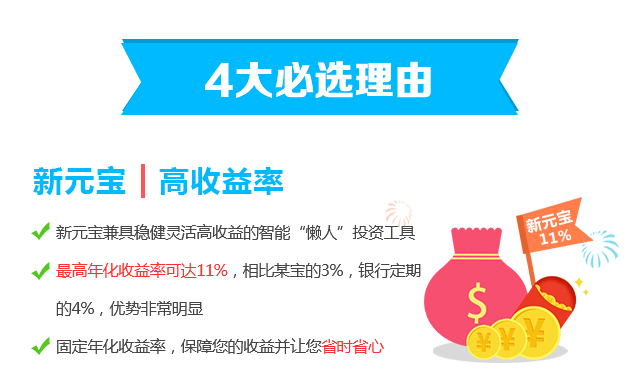 4大必选理由
新元宝 | 高收益率
新元宝兼具稳健灵活高收益的智能“懒人”投资工具
最高年化收益率可达11%，相比某宝的3%，银行定期
的4%，优势非常明显
固定年化收益率，保障您的收益并让您省时省心
新元宝
11%
$
¥
¥
¥